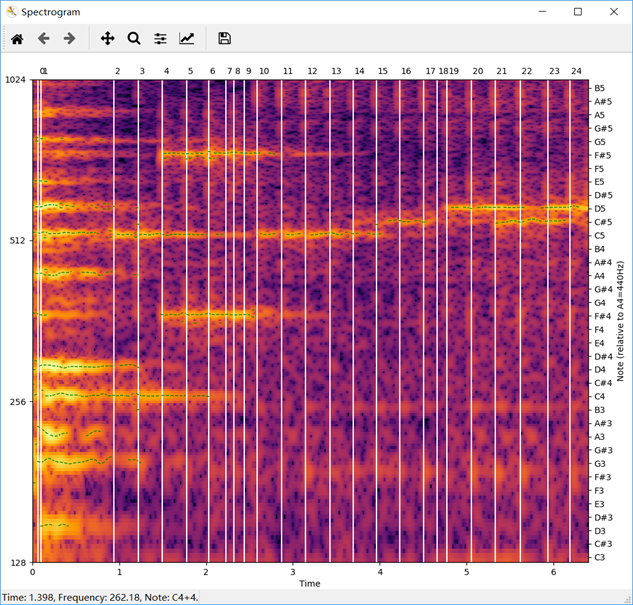 Spectrogram
0 1 2 3 4 5 6 7 8 9 10 11 12 13 14 15 16 17 18 19 20 21 22 23 24
1024
512
256
128
B5
A#5
A5
G#5
G5
F#5
F5
E5
D#5
D5
C#5
C5
B4
A#4
A4
G#4
G4
F#4
F4
E4
D#4
D4
C#4
C4
B3
A#3
A3
G#3
G3
F#3
F3
E3
D#3
D3
C#3
C3
Note (relative to A4=440Hz)
0 1 2 3 4 5 6
Time
Time: 1.398, Frequency: 262.18, Note: C4+4.